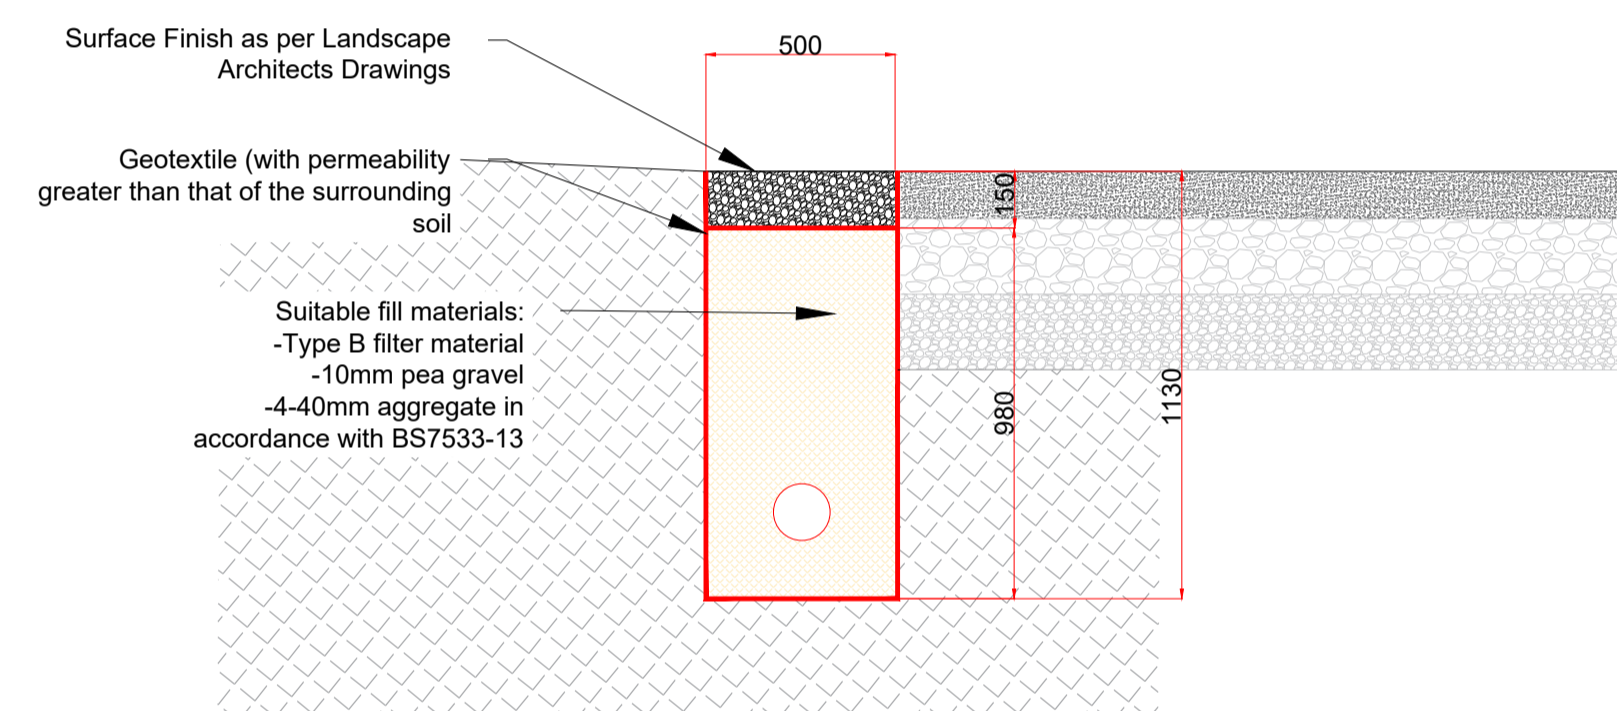 Surface Finish as per Landscape
Architects Drawings
500
Geotextile (with permeability
greater than that of the surrounding
soil
150
Suitable fill materials:
-Type B filter material
-10mm pea gravel
-4-40mm aggregate in
accordance with BS7533-13
980
1130